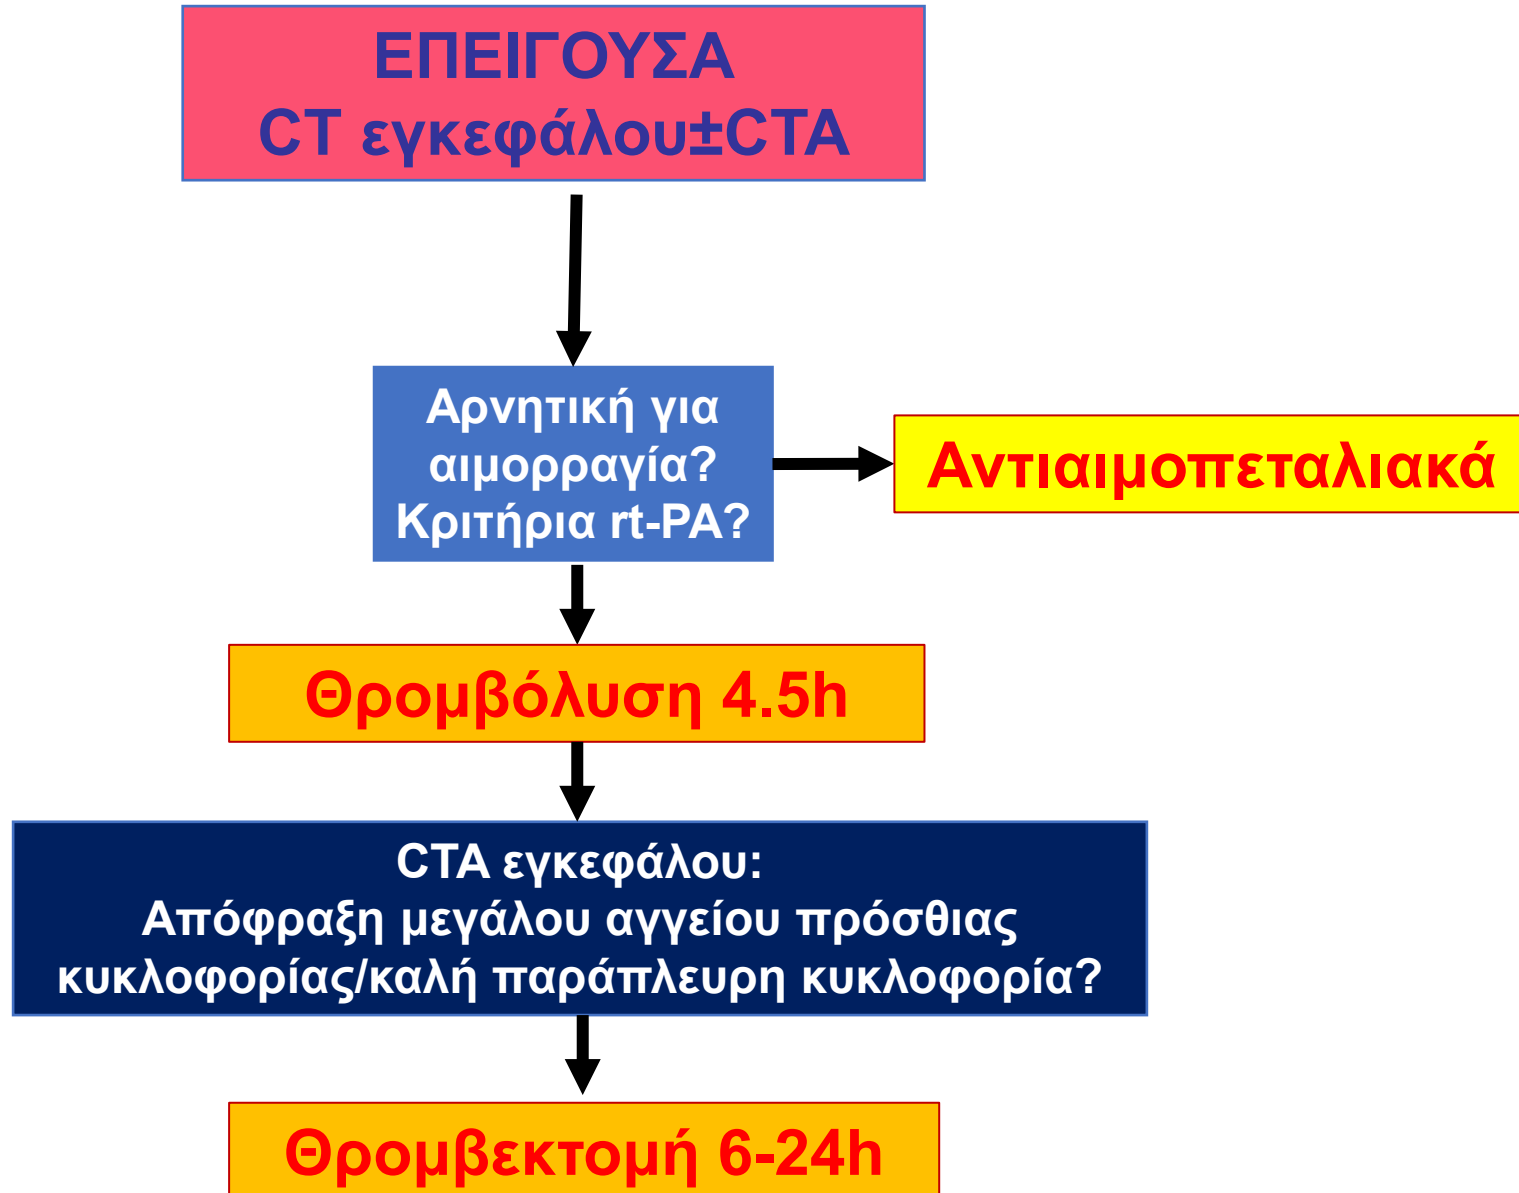 ΕΠΕΙΓΟΥΣΑ
CT εγκεφάλου±CTA
Αρνητική για
αιμορραγία?
Κριτήρια rt-PA?
Αντιαιμοπεταλιακά
Θρομβόλυση 4.5h
CTA εγκεφάλου:
Απόφραξη μεγάλου αγγείου πρόσθιας
κυκλοφορίας/καλή παράπλευρη κυκλοφορία?
Θρομβεκτομή 6-24h